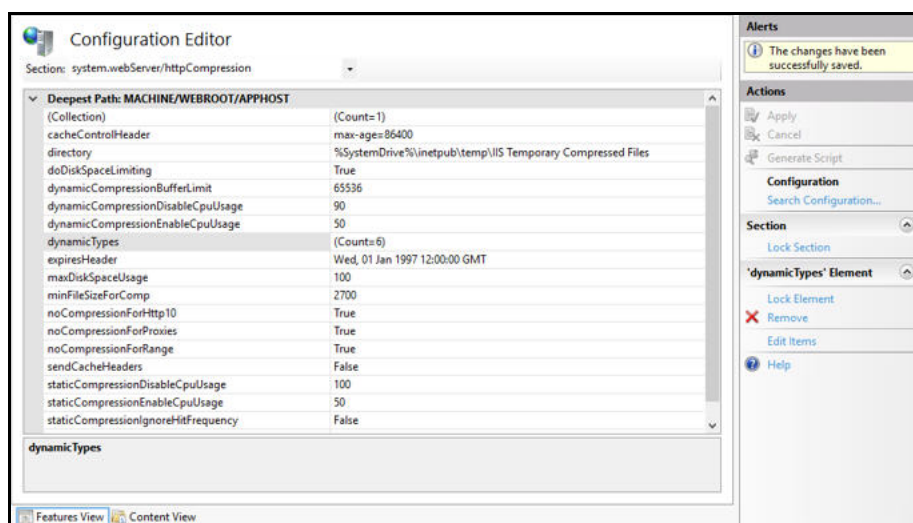 Configuration Editor
Section: system.webServer/httpCompression
Deepest Path: MACHINE/WEBROOT/APPHOST
(Collection) (Count=1)
cacheControlHeader max-age=86400
directory %SystemDrive%\inetpub\temp\IIS Temporary Compressed Files
doDiskSpaceLimiting True
dynamicCompressionBufferLimit 65536
dynamicCompressionDisableCpuUsage 90
dynamicCompressionEnableCpuUsage 50
dynamicTypes (Count=6)
expiresHeader Wed, 01 Jan 1997 12:00:00 GMT
maxDiskSpaceUsage 100
minFileSizeForComp 2700
noCompressionForHttp10 True
noCompressionForProxies True
noCompressionForRange True
sendCacheHeaders False
staticCompressionDisableCpuUsage 100
staticCompressionEnableCpuUsage 50
staticCompressionIgnoreHitFrequency False
dynamicTypes
Features View Content View
Alerts
The changes have been
successfully saved.
Actions
Apply
Cancel
Generate Script
Configuration
Search Configuration...
Section
Lock Section
'dynamicTypes' Element
Lock Element
Remove
Edit Items
Help